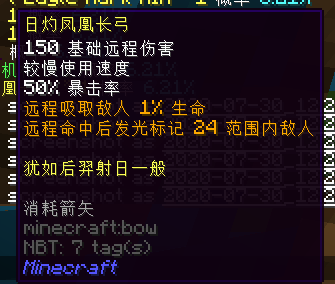 日灼凤凰长弓
150 基础远程伤害
较慢使用速度
50% 暴击率
远程吸取敌人 1% 生命
远程命中后发光标记 24 范围内敌人
犹如后羿射日一般
消耗箭矢
minecraft:bow
NBT: 7 tag(s)
Minecraft